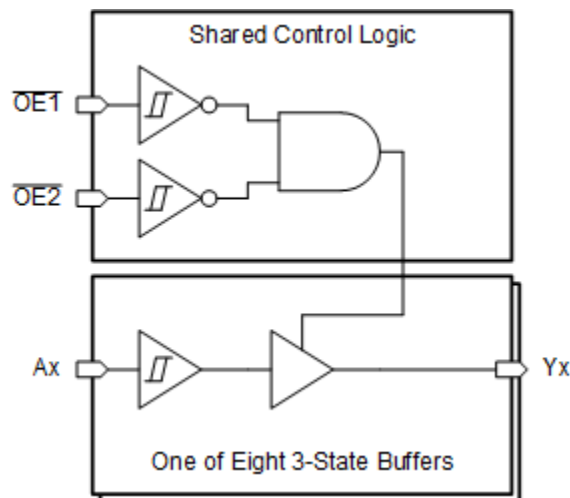 Shared Control Logic
OE1
OE2
Ax
Yx
One of Eight 3-State Buffers